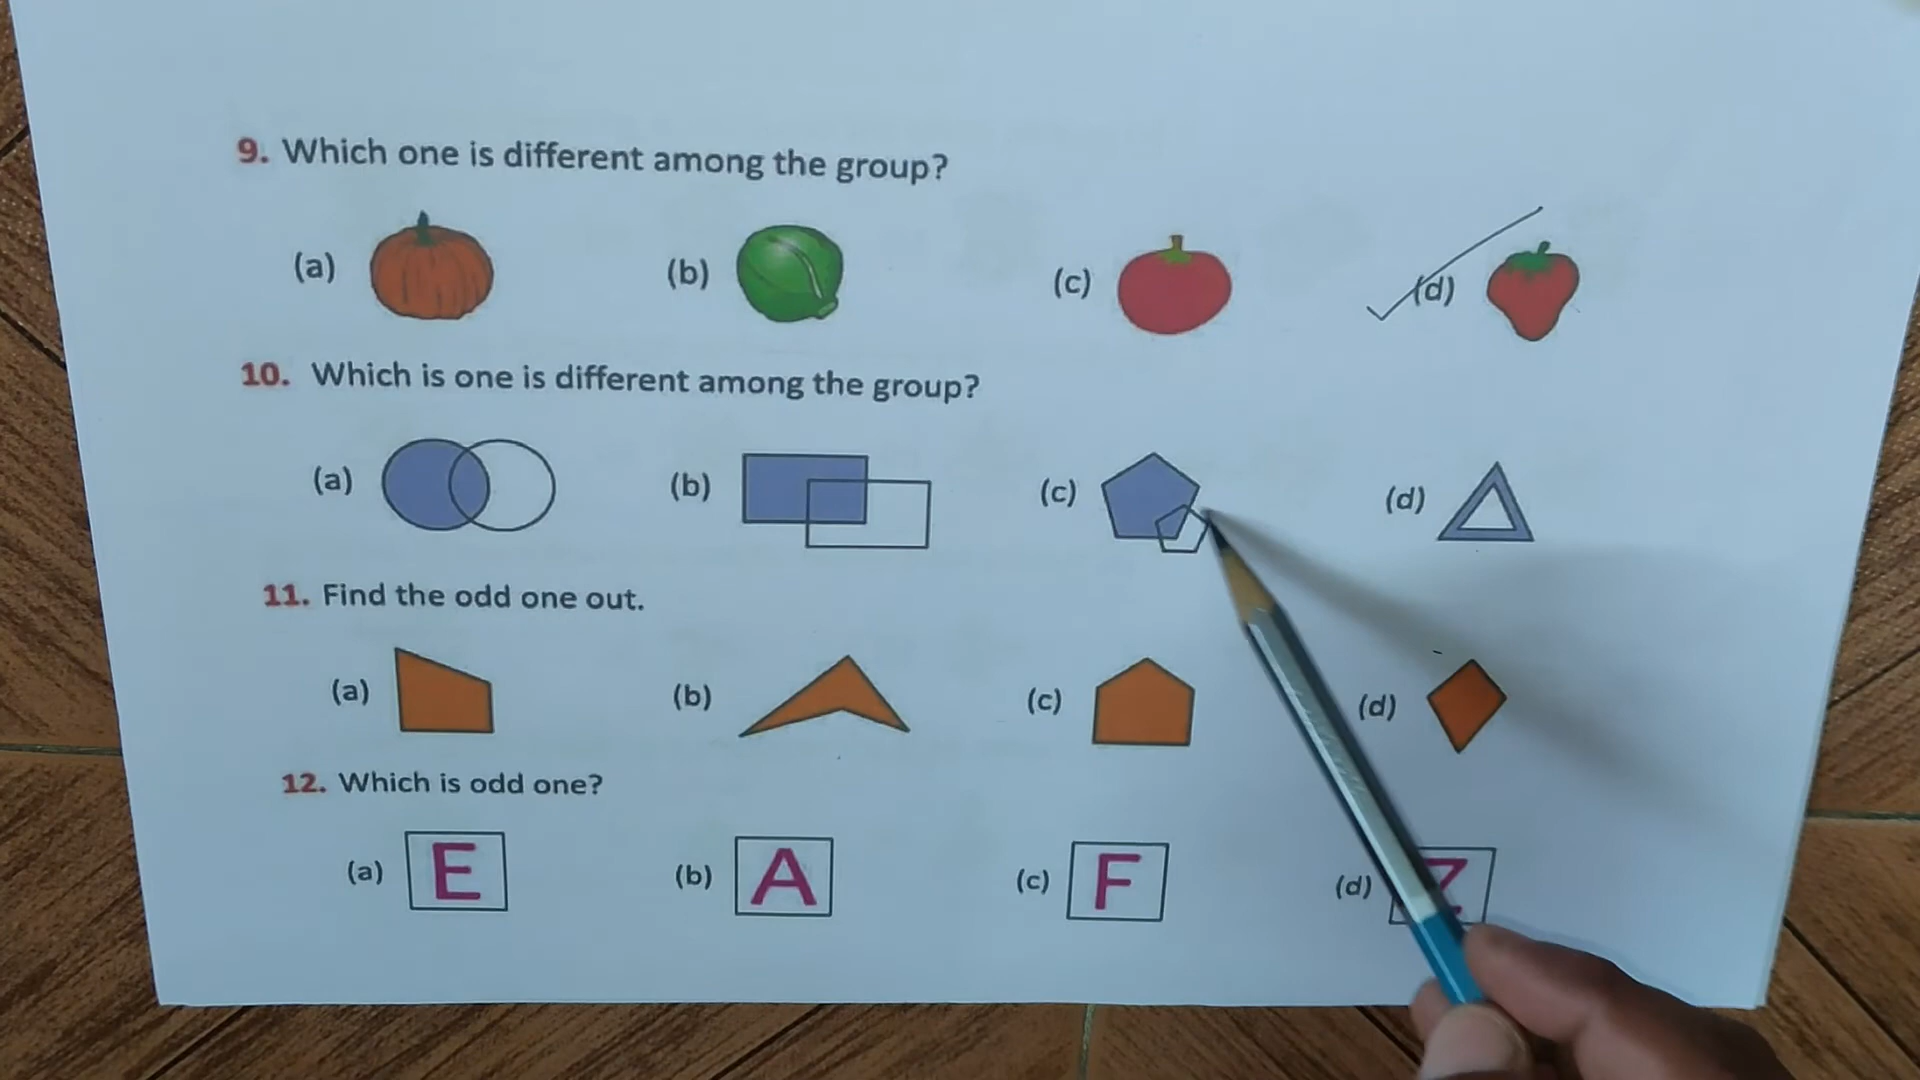 9. Which one is different among the group?
(a) (b) (c) (d)
10. Which is one is different among the group?
(a) (b) (c) (d)
11. Find the odd one out.
(a) (b) (c) (d)
12. Which is odd one?
(a) E (b) A (c) F (d) Z